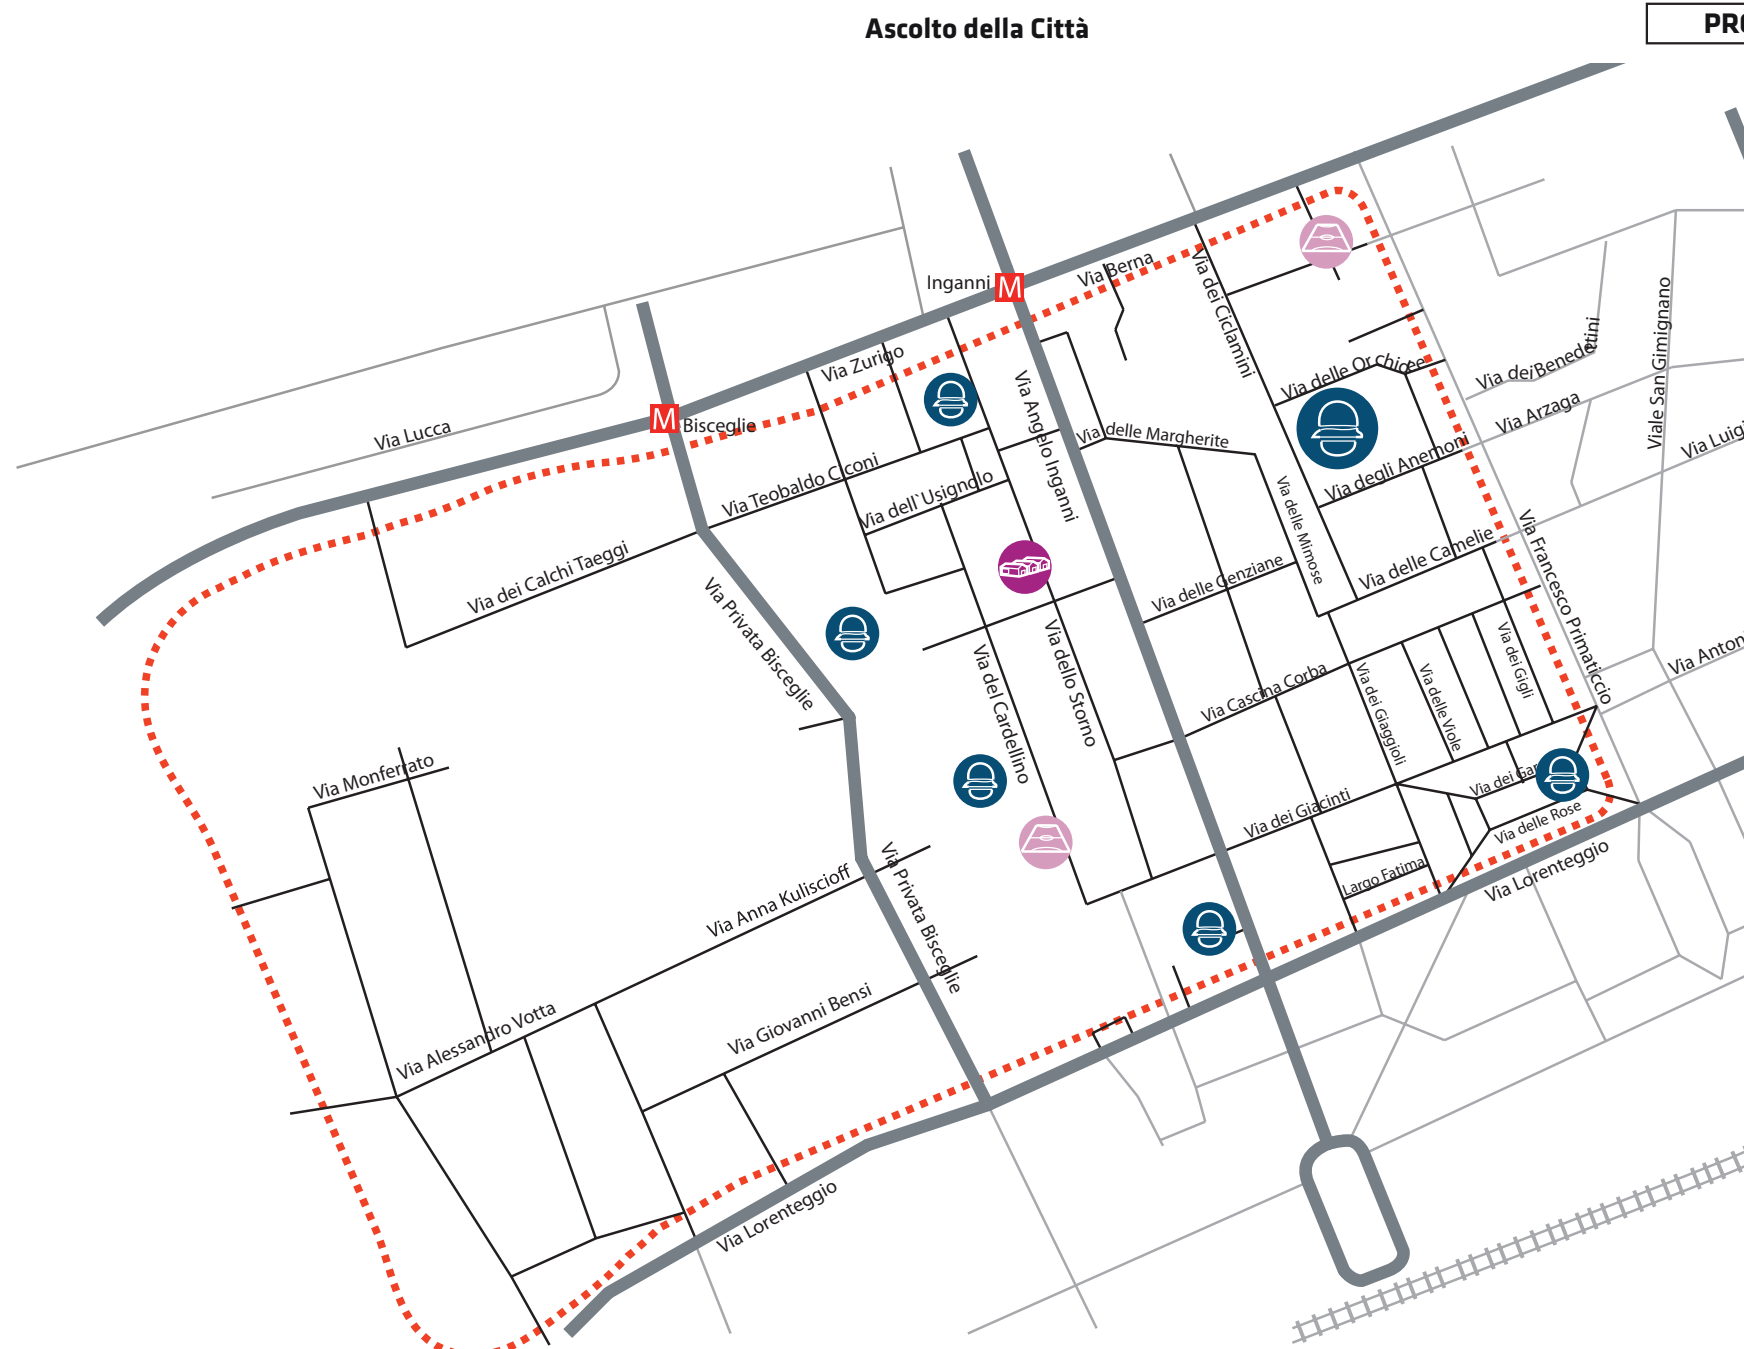 Ascolto della Città
PRO
Inganni
M
Via Berna
Via dei Ciclamini
Via Zurigo
M
Bisceglie
Via Lucca
Via delle Orchidee
Via dei Benedettini
Viale San Gimignano
Via Arzaga
Via Luigi
Via Angelo Inganni
Via delle Margherite
Via degli Anemoni
Via Teobaldo Ciconi
Via dell'Usignolo
Via delle Mimose
Via dei Calchi Taeggi
Via delle Camelie
Via Francesco Primaticcio
Via delle Genziane
Via Privata Bisceglie
Via dello Storno
Via del Cardellino
Via dei Gigli
Via Antoni
Via Cascina Corba
Via dei Giaggioli
Via delle Viole
Via Monferrato
Via dei Gar
Via dei Giacinti
Via delle Rose
Via Lorenteggio
Largo Fatima
Via Anna Kuliscioff
Via Privata Bisceglie
Via Alessandro Votta
Via Giovanni Bensi
Via Lorenteggio